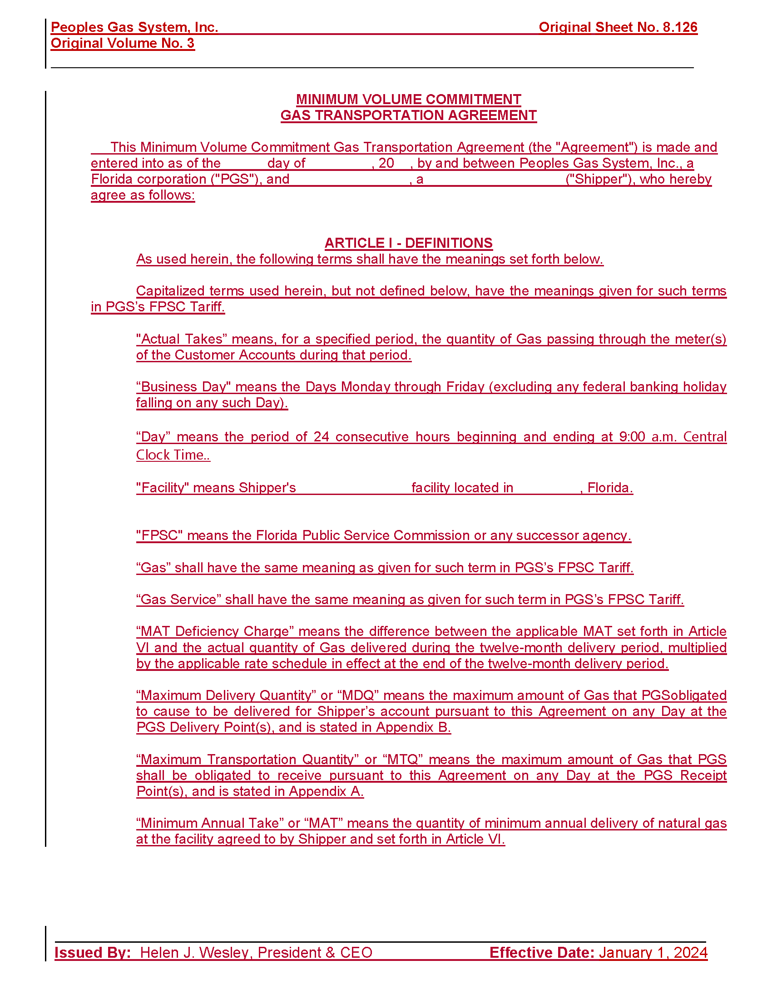 Peoples Gas System, Inc. Original Sheet No. 8.126
Original Volume No. 3
MINIMUM VOLUME COMMITMENT
GAS TRANSPORTATION AGREEMENT
This Minimum Volume Commitment Gas Transportation Agreement (the "Agreement") is made and
entered into as of the day of , 20 , by and between Peoples Gas System, Inc., a
Florida corporation ("PGS"), and , a ("Shipper"), who hereby
agree as follows:
ARTICLE I - DEFINITIONS
As used herein, the following terms shall have the meanings set forth below.
Capitalized terms used herein, but not defined below, have the meanings given for such terms
in PGS’s FPSC Tariff.
"Actual Takes” means, for a specified period, the quantity of Gas passing through the meter(s)
of the Customer Accounts during that period.
“Business Day" means the Days Monday through Friday (excluding any federal banking holiday
falling on any such Day).
“Day” means the period of 24 consecutive hours beginning and ending at 9:00 a.m. Central
Clock Time..
"Facility" means Shipper's facility located in , Florida.
"FPSC" means the Florida Public Service Commission or any successor agency.
“Gas” shall have the same meaning as given for such term in PGS’s FPSC Tariff.
“Gas Service” shall have the same meaning as given for such term in PGS’s FPSC Tariff.
“MAT Deficiency Charge” means the difference between the applicable MAT set forth in Article
VI and the actual quantity of Gas delivered during the twelve-month delivery period, multiplied
by the applicable rate schedule in effect at the end of the twelve-month delivery period.
“Maximum Delivery Quantity” or “MDQ” means the maximum amount of Gas that PGSobligated
to cause to be delivered for Shipper’s account pursuant to this Agreement on any Day at the
PGS Delivery Point(s), and is stated in Appendix B.
“Maximum Transportation Quantity” or “MTQ” means the maximum amount of Gas that PGS
shall be obligated to receive pursuant to this Agreement on any Day at the PGS Receipt
Point(s), and is stated in Appendix A.
“Minimum Annual Take” or “MAT” means the quantity of minimum annual delivery of natural gas
at the facility agreed to by Shipper and set forth in Article VI.
Issued By: Helen J. Wesley, President & CEO Effective Date: January 1, 2024